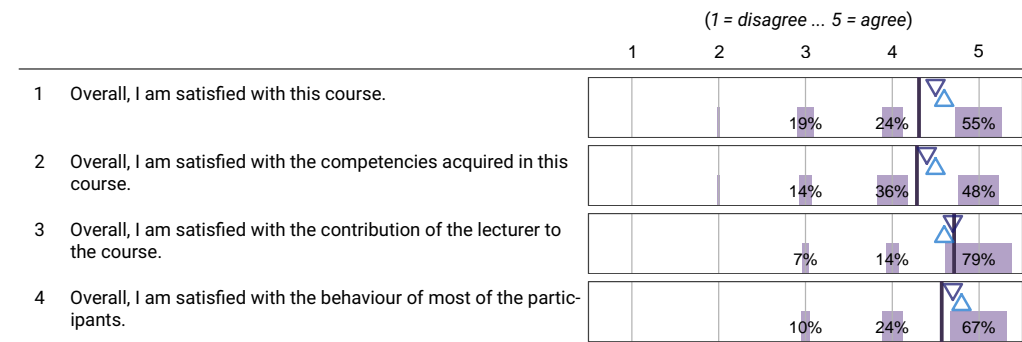 (1 = disagree ... 5 = agree)
1 2 3 4 5
1 Overall, I am satisfied with this course.
19% 24% 55%
2 Overall, I am satisfied with the competencies acquired in this
course.
14% 36% 48%
3 Overall, I am satisfied with the contribution of the lecturer to
the course.
7% 14% 79%
4 Overall, I am satisfied with the behaviour of most of the partic-
ipants.
10% 24% 67%